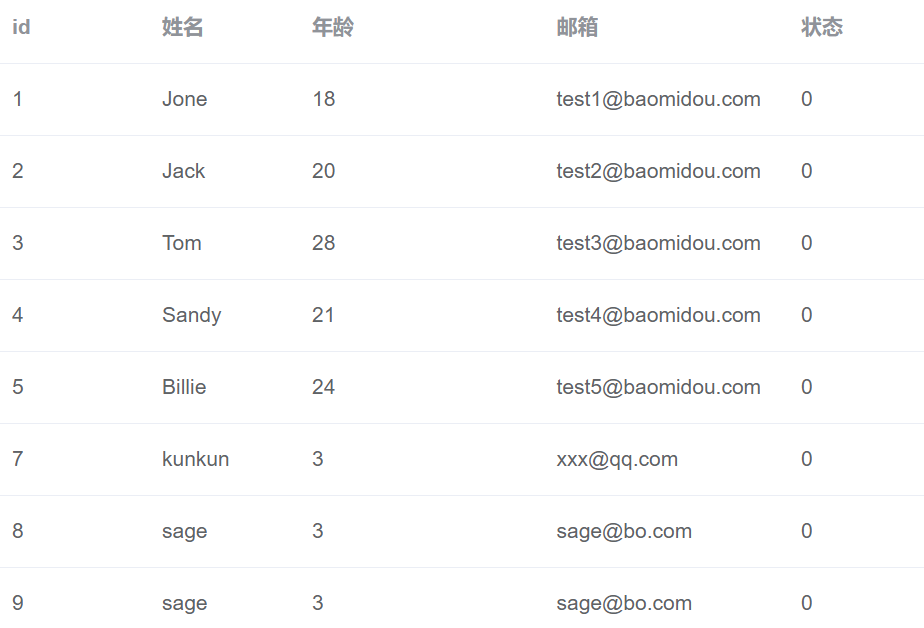 id 姓名 年龄 邮箱 状态
1 Jone 18 test1@baomidou.com 0
2 Jack 20 test2@baomidou.com 0
3 Tom 28 test3@baomidou.com 0
4 Sandy 21 test4@baomidou.com 0
5 Billie 24 test5@baomidou.com 0
7 kunkun 3 xxx@qq.com 0
8 sage 3 sage@bo.com 0
9 sage 3 sage@bo.com 0